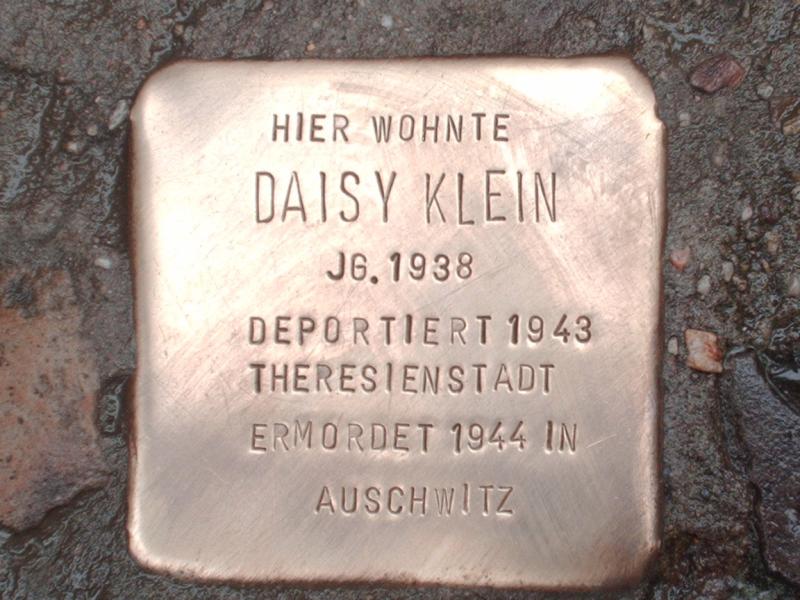 HIER WOHNTE
DAISY KLEIN
JG. 1938
DEPORTIERT 1943
THERESIENSTADT
ERMORDET 1944 IN
AUSCHWITZ